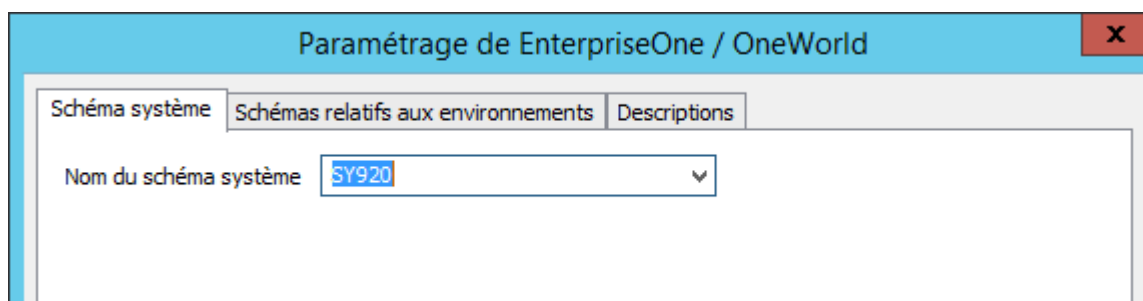 Paramétrage de EnterpriseOne / OneWorld
x
Schéma système Schémas relatifs aux environnements Descriptions
Nom du schéma système SY920